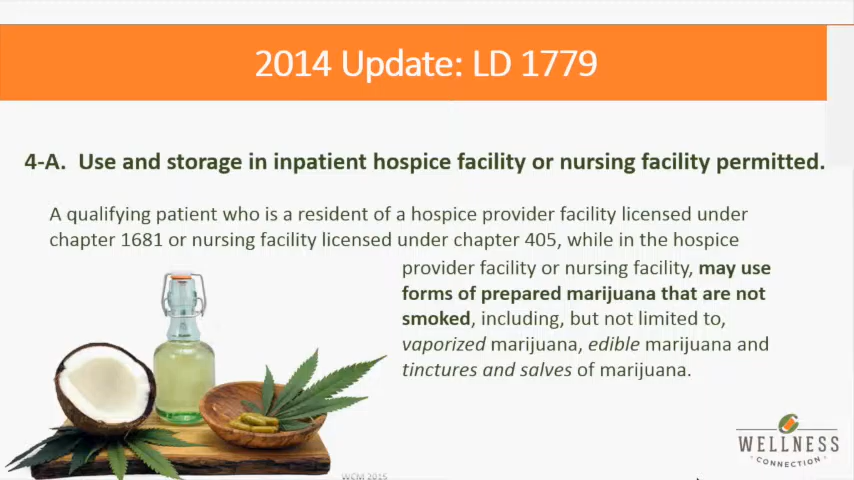 2014 Update: LD 1779
4-A. Use and storage in inpatient hospice facility or nursing facility permitted.
A qualifying patient who is a resident of a hospice provider facility licensed under
chapter 1681 or nursing facility licensed under chapter 405, while in the hospice
provider facility or nursing facility, may use
forms of prepared marijuana that are not
smoked, including, but not limited to,
vaporized marijuana, edible marijuana and
tinctures and salves of marijuana.
WELLNESS
CONNECTION
WCM 2015